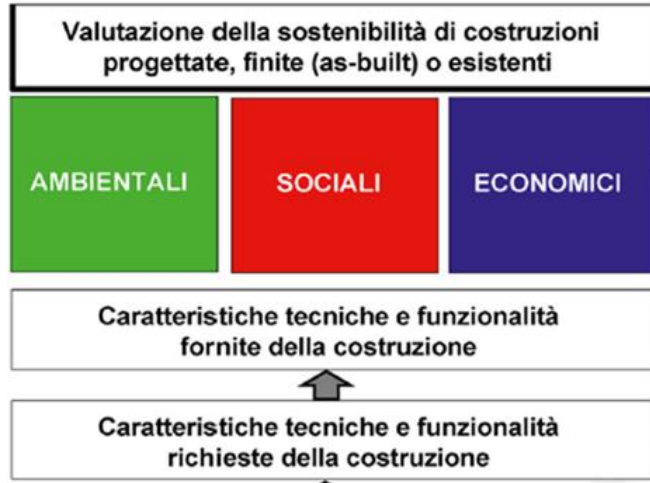 Valutazione della sostenibilità di costruzioni
progettate, finite (as-built) o esistenti
AMBIENTALI
SOCIALI
ECONOMICI
Caratteristiche tecniche e funzionalità
fornite della costruzione
Caratteristiche tecniche e funzionalità
richieste della costruzione